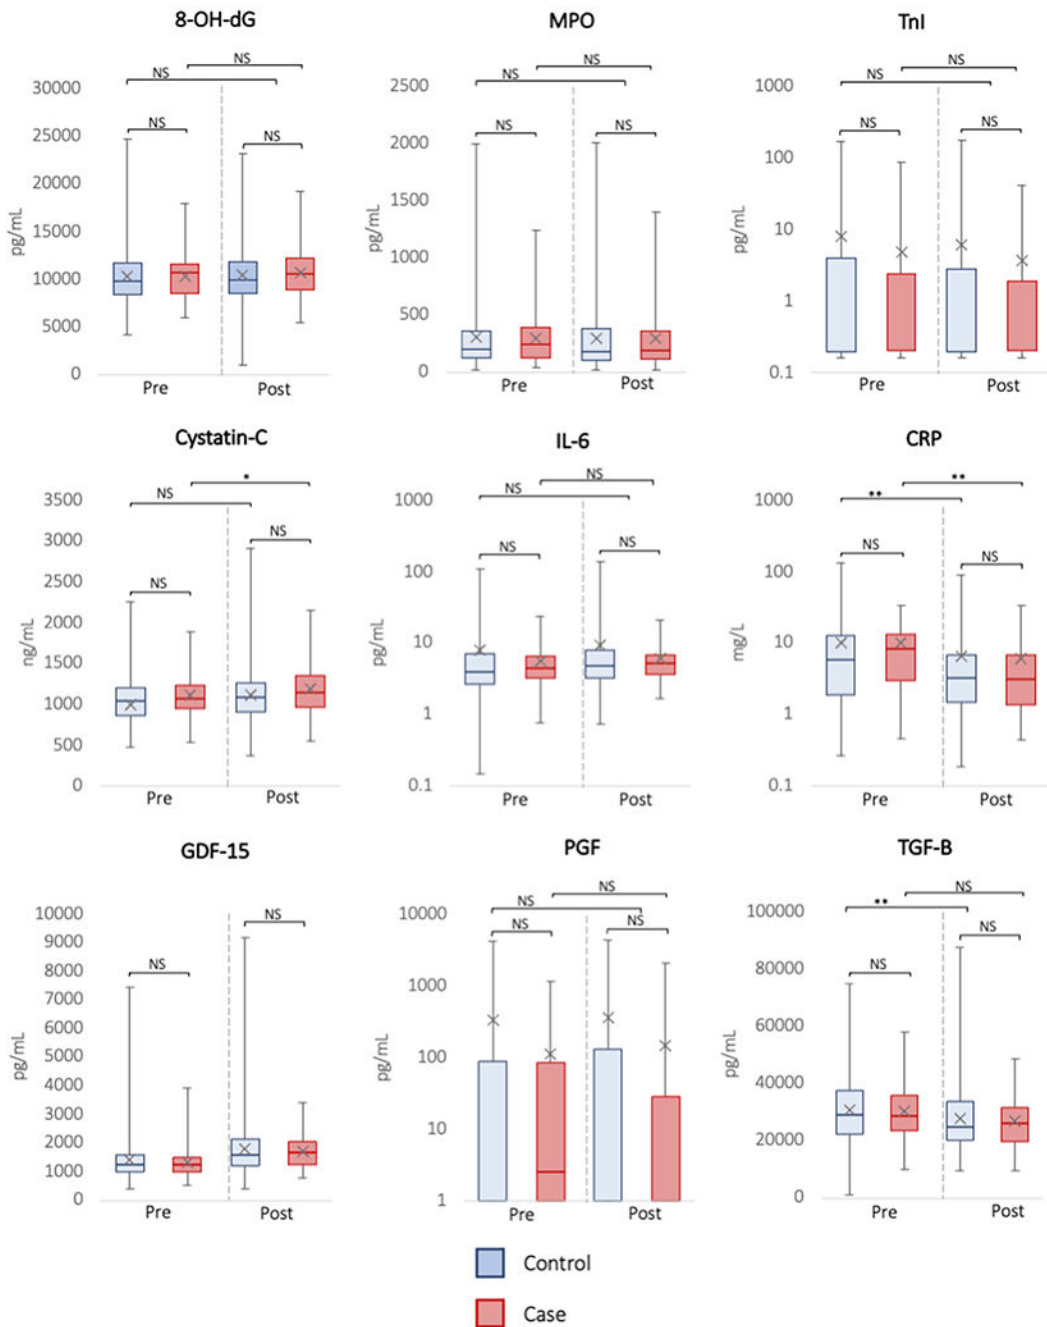 8-OH-dG
NS
NS
30000
25000
20000
15000
10000
5000
0
pg/mL
NS
NS
Pre
Post
MPO
NS
NS
2500
2000
1500
1000
500
0
pg/mL
NS
NS
Pre
Post
TnI
NS
NS
1000
100
10
1
0.1
pg/mL
NS
NS
Pre
Post
Cystatin-C
*
NS
3500
3000
2500
2000
1500
1000
500
0
ng/mL
NS
NS
Pre
Post
IL-6
NS
NS
1000
100
10
1
0.1
pg/mL
NS
NS
Pre
Post
CRP
**
**
1000
100
10
1
0.1
mg/L
NS
NS
Pre
Post
GDF-15
10000
9000
8000
7000
6000
5000
4000
3000
2000
1000
0
pg/mL
NS
NS
Pre
Post
PGF
NS
NS
10000
1000
100
10
1
pg/mL
NS
NS
Pre
Post
TGF-B
NS
**
100000
80000
60000
40000
20000
0
pg/mL
NS
NS
Pre
Post
Control
Case